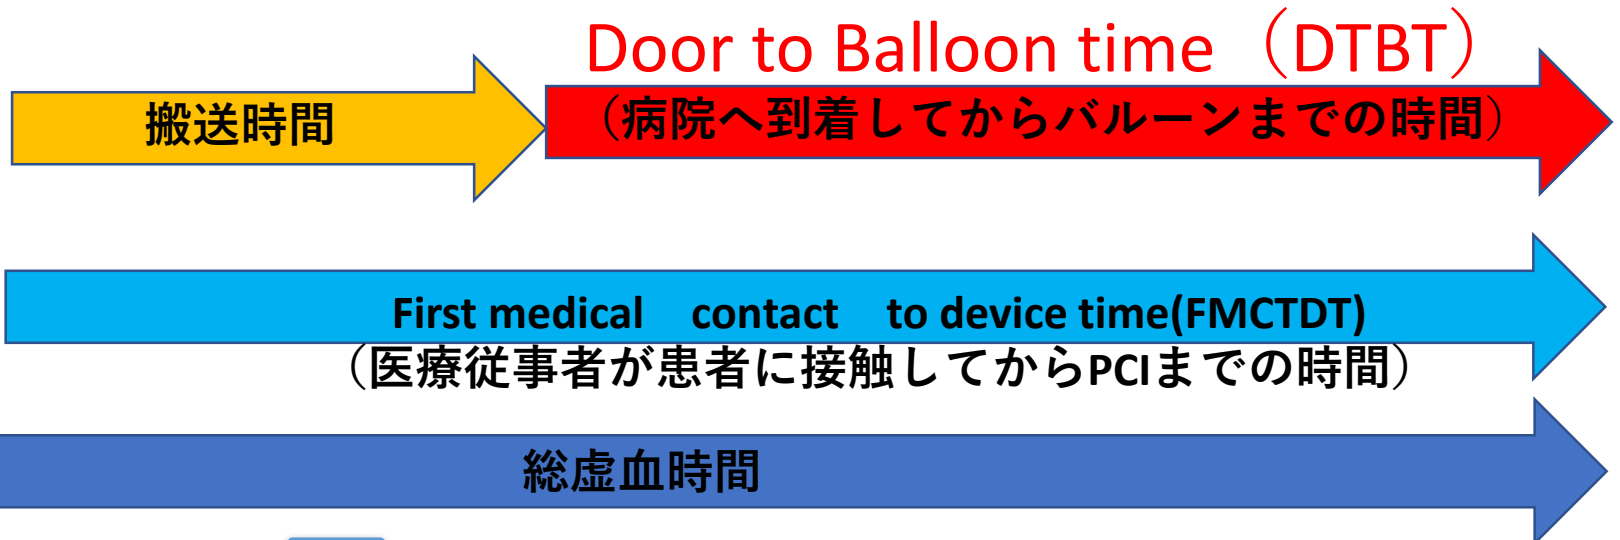 Door to Balloon time（DTBT）
搬送時間
（病院へ到着してからバルーンまでの時間）
First medical　contact　to device time(FMCTDT)
（医療従事者が患者に接触してからPCIまでの時間）
総虚血時間